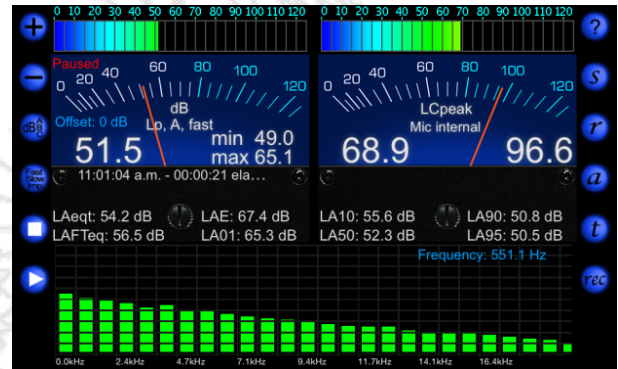 0 10 20 30 40 50 60 70 80 90 100 110 120
0 10 20 30 40 50 60 70 80 90 100 110 120
+
?
Paused
0 20 40 60 80 100 120
0 20 40 60 80 100 120
−
s
dB
LCpeak
Offset: 0 dB
Lp, A, fast
Mic internal
dBA
r
51.5
min 49.0
max 65.1
68.9
96.6
Fast
Slow
Imp
11:01:04 a.m. - 00:00:21 ela...
a
LAeqt: 54.2 dB
LAE: 67.4 dB
LA10: 55.6 dB
LA90: 50.8 dB
t
LAFTeq: 56.5 dB
LA01: 65.3 dB
LA50: 52.3 dB
LA95: 50.5 dB
Frequency: 551.1 Hz
rec
0.0kHz 2.4kHz 4.7kHz 7.1kHz 9.4kHz 11.7kHz 14.1kHz 16.4kHz